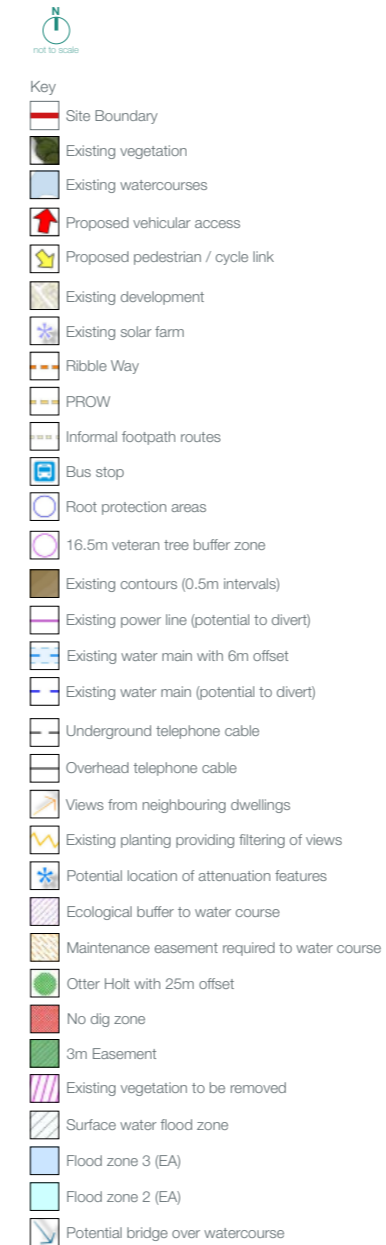 N
not to scale
Key
Site Boundary
Existing vegetation
Existing watercourses
Proposed vehicular access
Proposed pedestrian / cycle link
Existing development
Existing solar farm
Ribble Way
PROW
Informal footpath routes
Bus stop
Root protection areas
16.5m veteran tree buffer zone
Existing contours (0.5m intervals)
Existing power line (potential to divert)
Existing water main with 6m offset
Existing water main (potential to divert)
Underground telephone cable
Overhead telephone cable
Views from neighbouring dwellings
Existing planting providing filtering of views
Potential location of attenuation features
Ecological buffer to water course
Maintenance easement required to water course
Otter Holt with 25m offset
No dig zone
3m Easement
Existing vegetation to be removed
Surface water flood zone
Flood zone 3 (EA)
Flood zone 2 (EA)
Potential bridge over watercourse